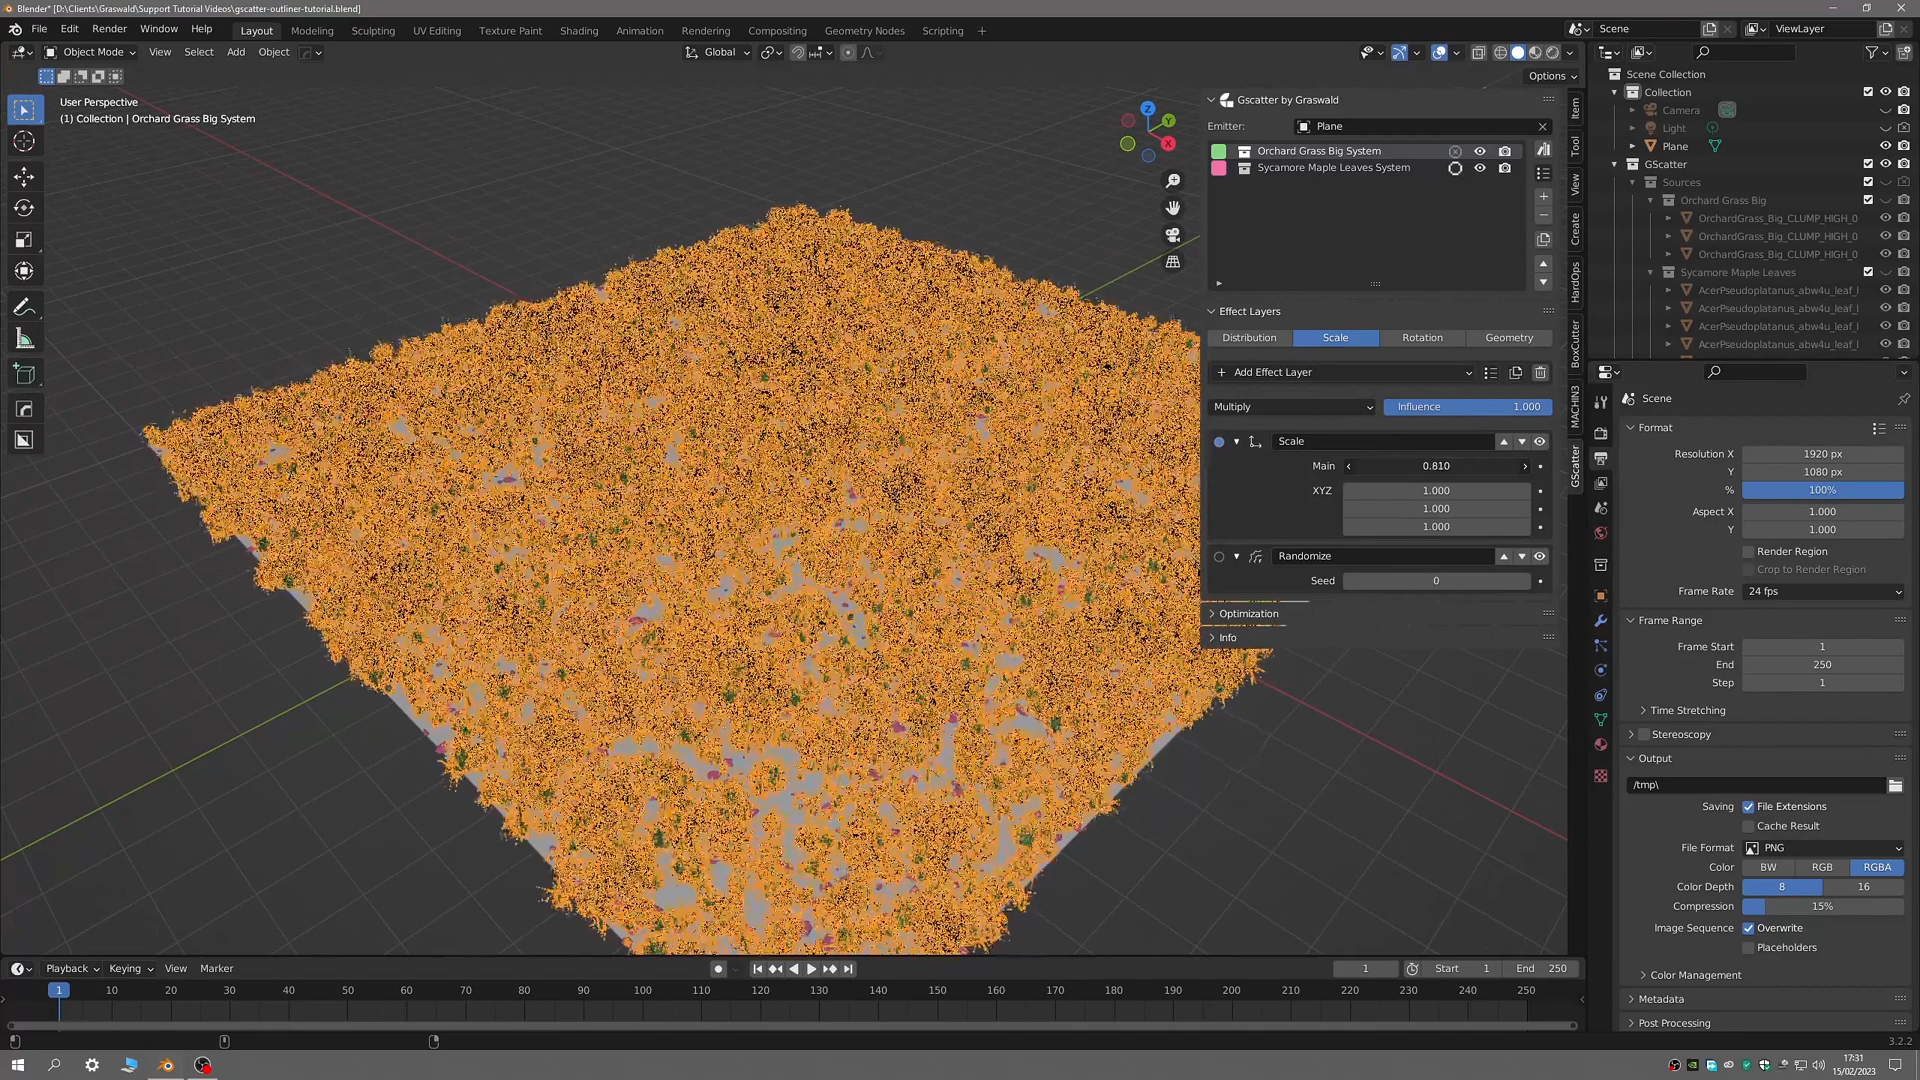 Blender* [D:\Clients\Graswald\Support Tutorial Videos\gscatter-outliner-tutorial.blend]
File Edit Render Window Help Layout Modeling Sculpting UV Editing Texture Paint Shading Animation Rendering Compositing Geometry Nodes Scripting Scene ViewLayer
Object Mode View Select Add Object Global
Options
User Perspective
(1) Collection | Orchard Grass Big System
Z
Y
X
Gscatter by Graswald
Emitter: Plane
Orchard Grass Big System
Sycamore Maple Leaves System
Effect Layers
Distribution Scale Rotation Geometry
Add Effect Layer
Multiply Influence 1.000
Scale
Main 0.810
XYZ 1.000
1.000
1.000
Randomize
Seed 0
Optimization
Info
Item
Tool
View
Create
HardOps
BoxCutter
MACHIN3
GScatter
Scene Collection
Collection
Camera
Light
Plane
GScatter
Sources
Orchard Grass Big
OrchardGrass_Big_CLUMP_HIGH_0
OrchardGrass_Big_CLUMP_HIGH_0
OrchardGrass_Big_CLUMP_HIGH_0
Sycamore Maple Leaves
AcerPseudoplatanus_abw4u_leaf_l
AcerPseudoplatanus_abw4u_leaf_l
AcerPseudoplatanus_abw4u_leaf_l
AcerPseudoplatanus_abw4u_leaf_l
Scene
Format
Resolution X 1920 px
Y 1080 px
% 100%
Aspect X 1.000
Y 1.000
Render Region
Crop to Render Region
Frame Rate 24 fps
Frame Range
Frame Start 1
End 250
Step 1
Time Stretching
Stereoscopy
Output
/tmp\
Saving File Extensions
Cache Result
File Format PNG
Color BW RGB RGBA
Color Depth 8 16
Compression 15%
Image Sequence Overwrite
Placeholders
Color Management
Metadata
Post Processing
Playback Keying View Marker 1 Start 1 End 250
1 10 20 30 40 50 60 70 80 90 100 110 120 130 140 150 160 170 180 190 200 210 220 230 240 250
3.2.2
17:31
15/02/2023